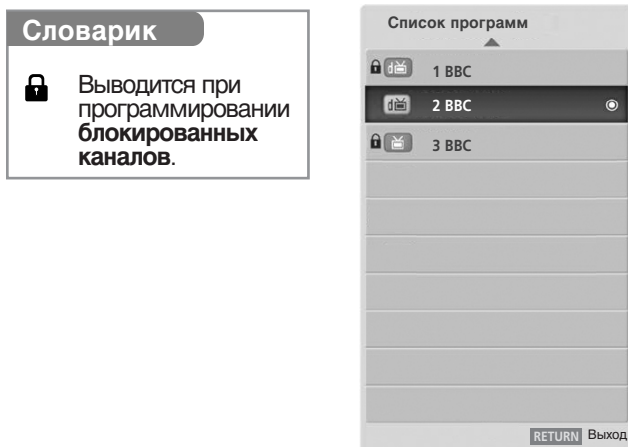 Словарик
Выводится при
программировании
блокированных
каналов.
Список программ
1 BBC
2 BBC
3 BBC
RETURN Выход